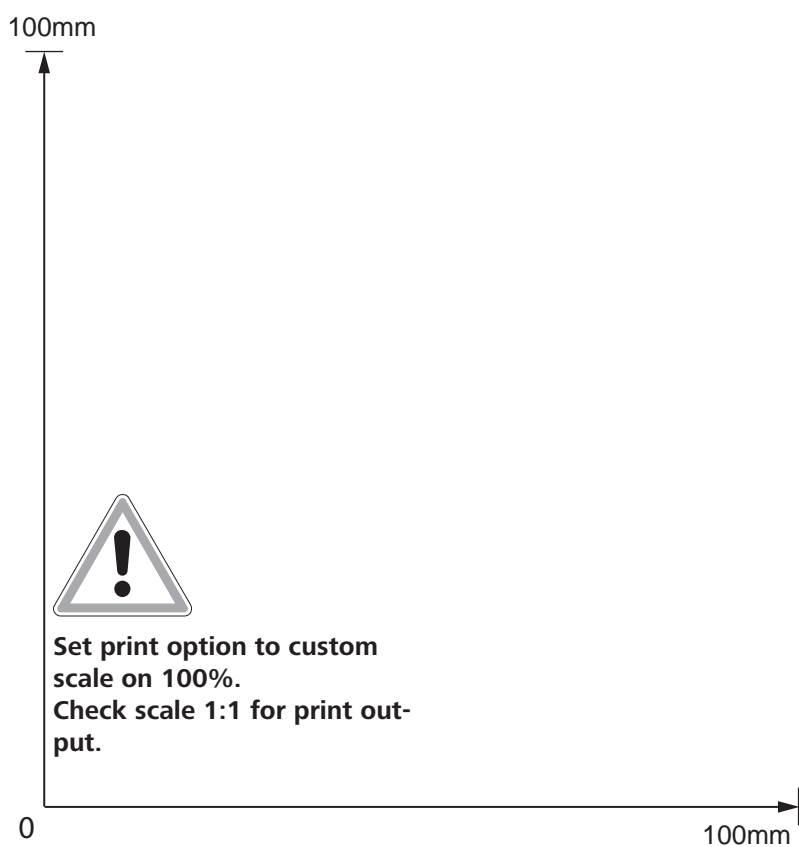 100mm
Set print option to custom
scale on 100%.
Check scale 1:1 for print out-
put.
0
100mm